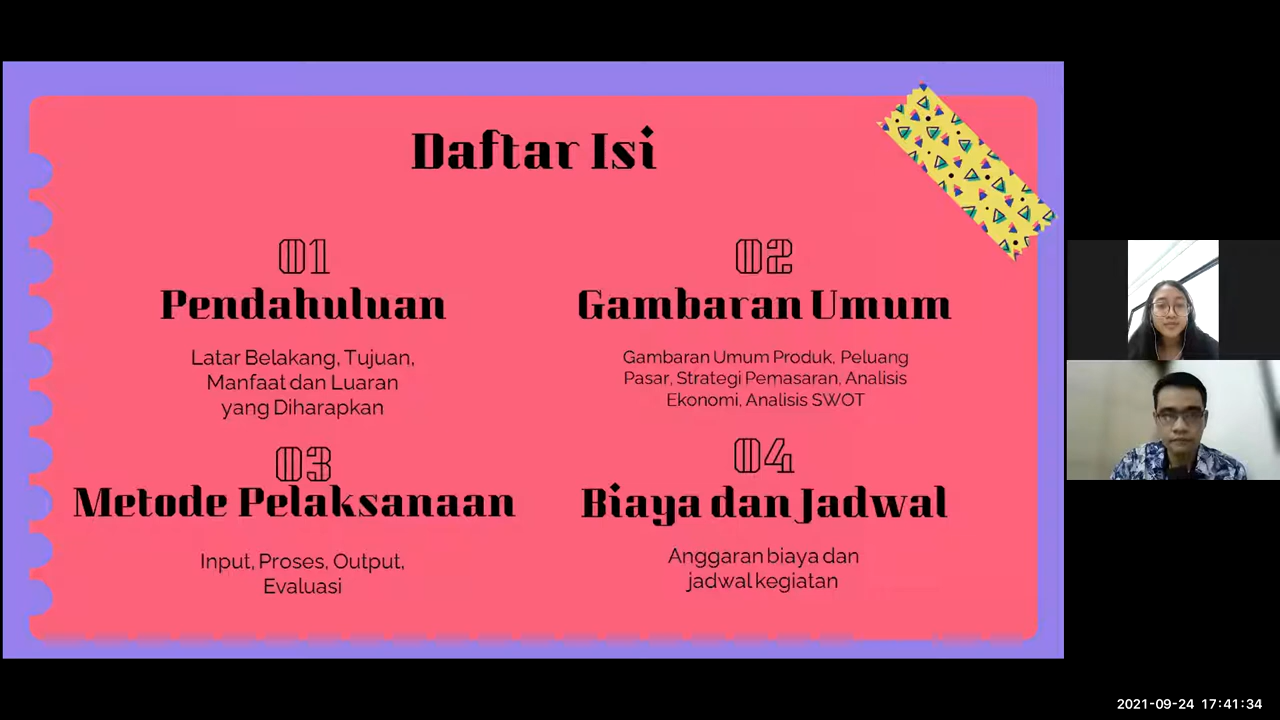 Daftar Isi
01
Pendahuluan
Latar Belakang, Tujuan,
Manfaat dan Luaran
yang Diharapkan
02
Gambaran Umum
Gambaran Umum Produk, Peluang
Pasar, Strategi Pemasaran, Analisis
Ekonomi, Analisis SWOT
03
Metode Pelaksanaan
Input, Proses, Output,
Evaluasi
04
Biaya dan Jadwal
Anggaran biaya dan
jadwal kegiatan
2021-09-24 17:41:34